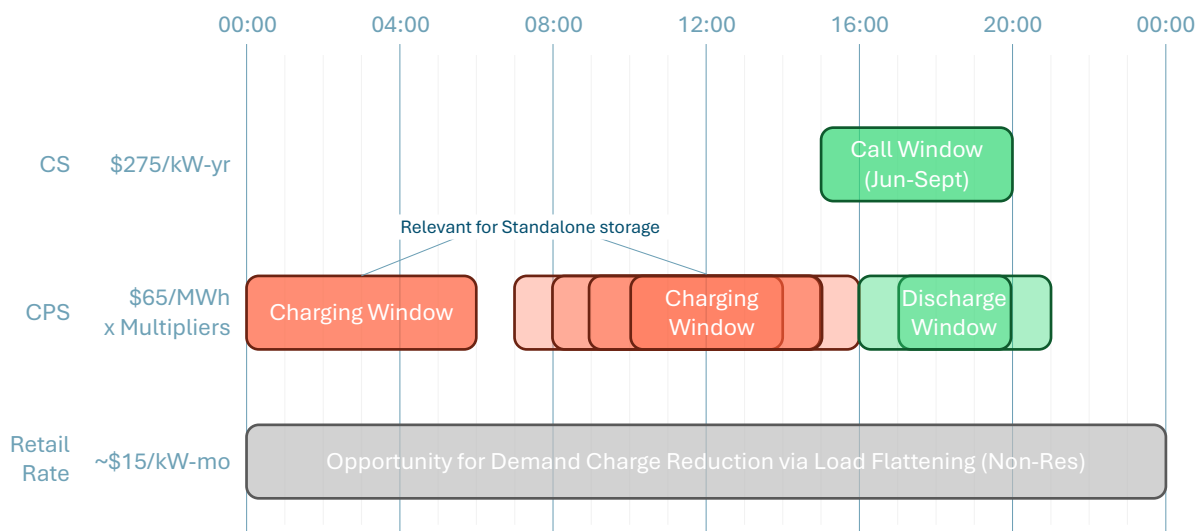 00:00 04:00 08:00 12:00 16:00 20:00 00:00
CS $275/kW-yr
Call Window
(Jun-Sept)
Relevant for Standalone storage
CPS
$65/MWh
x Multipliers
Charging Window
Charging
Window
Discharge
Window
Retail
Rate
~$15/kW-mo
Opportunity for Demand Charge Reduction via Load Flattening (Non-Res)